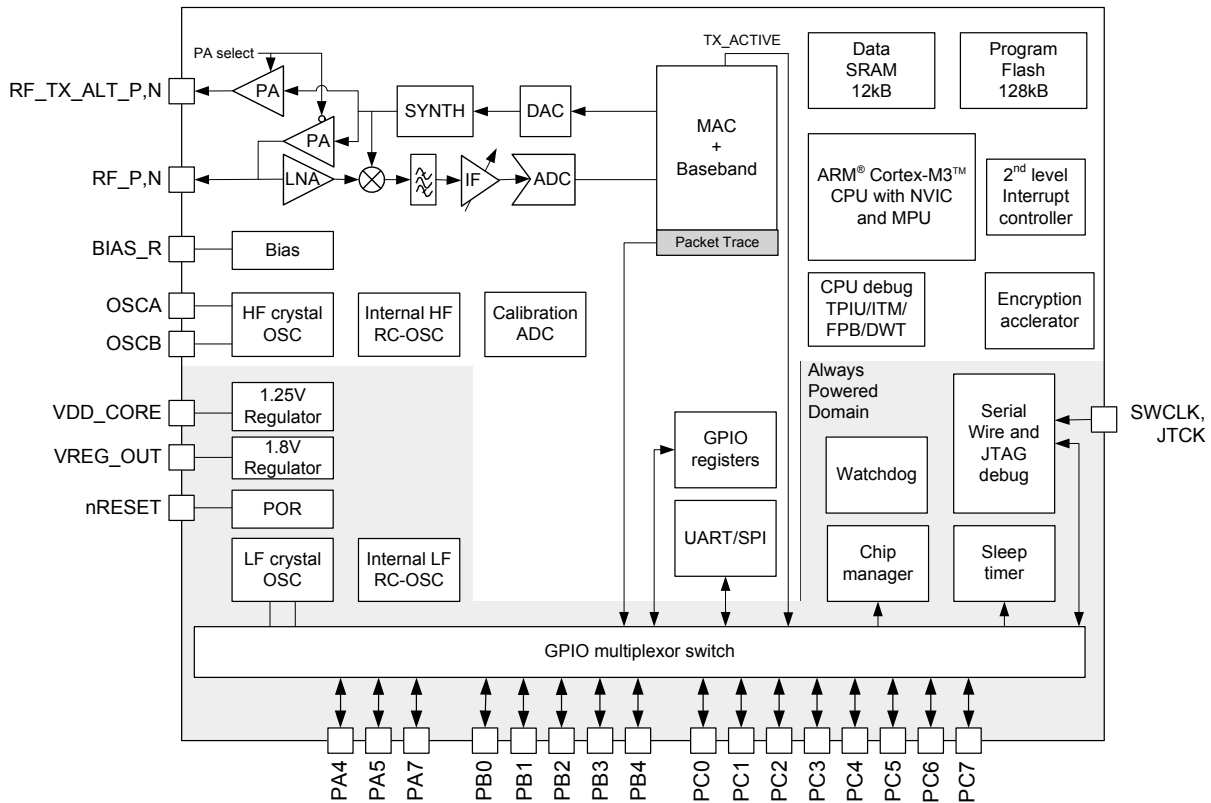 TX_ACTIVE
PA select
RF_TX_ALT_P,N
PA
SYNTH
DAC
MAC
+
Baseband
Data
SRAM
12kB
Program
Flash
128kB
PA
RF_P,N
LNA
IF
ADC
ARM® Cortex-M3™
CPU with NVIC
and MPU
2nd level
Interrupt
controller
Packet Trace
BIAS_R
Bias
OSCA
OSCB
HF crystal
OSC
Internal HF
RC-OSC
Calibration
ADC
CPU debug
TPIU/ITM/
FPB/DWT
Encryption
acclerator
Always
Powered
Domain
VDD_CORE
1.25V
Regulator
VREG_OUT
1.8V
Regulator
nRESET
POR
LF crystal
OSC
Internal LF
RC-OSC
GPIO
registers
UART/SPI
Watchdog
Serial
Wire and
JTAG
debug
SWCLK,
JTCK
Chip
manager
Sleep
timer
GPIO multiplexor switch
PA4
PA5
PA7
PB0
PB1
PB2
PB3
PB4
PC0
PC1
PC2
PC3
PC4
PC5
PC6
PC7